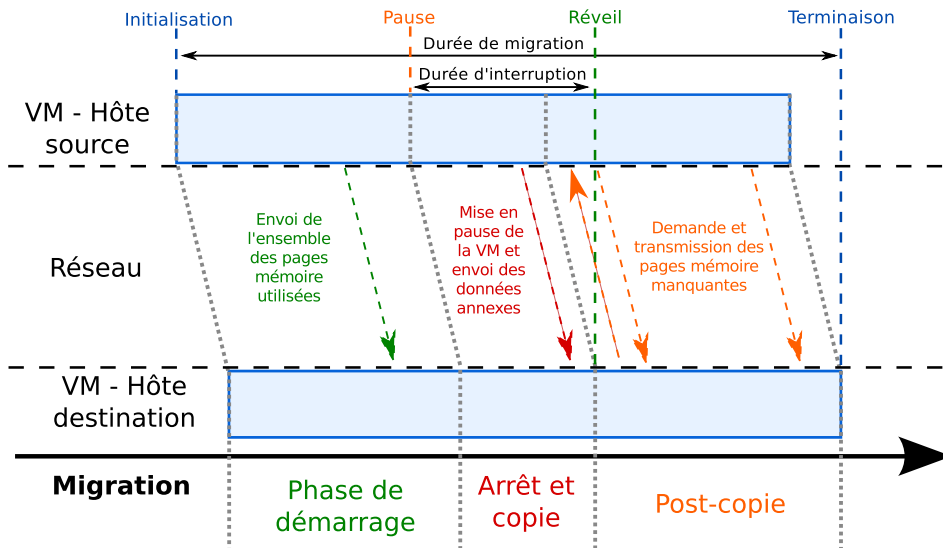 Initialisation
Pause
Réveil
Terminaison
Durée de migration
Durée d'interruption
VM - Hôte
source
Réseau
Envoi de
l'ensemble
des pages
mémoire
utilisées
Mise en
pause de
la VM et
envoi des
données
annexes
Demande et
transmission des
pages mémoire
manquantes
VM - Hôte
destination
Migration
Phase de
démarrage
Arrêt et
copie
Post-copie